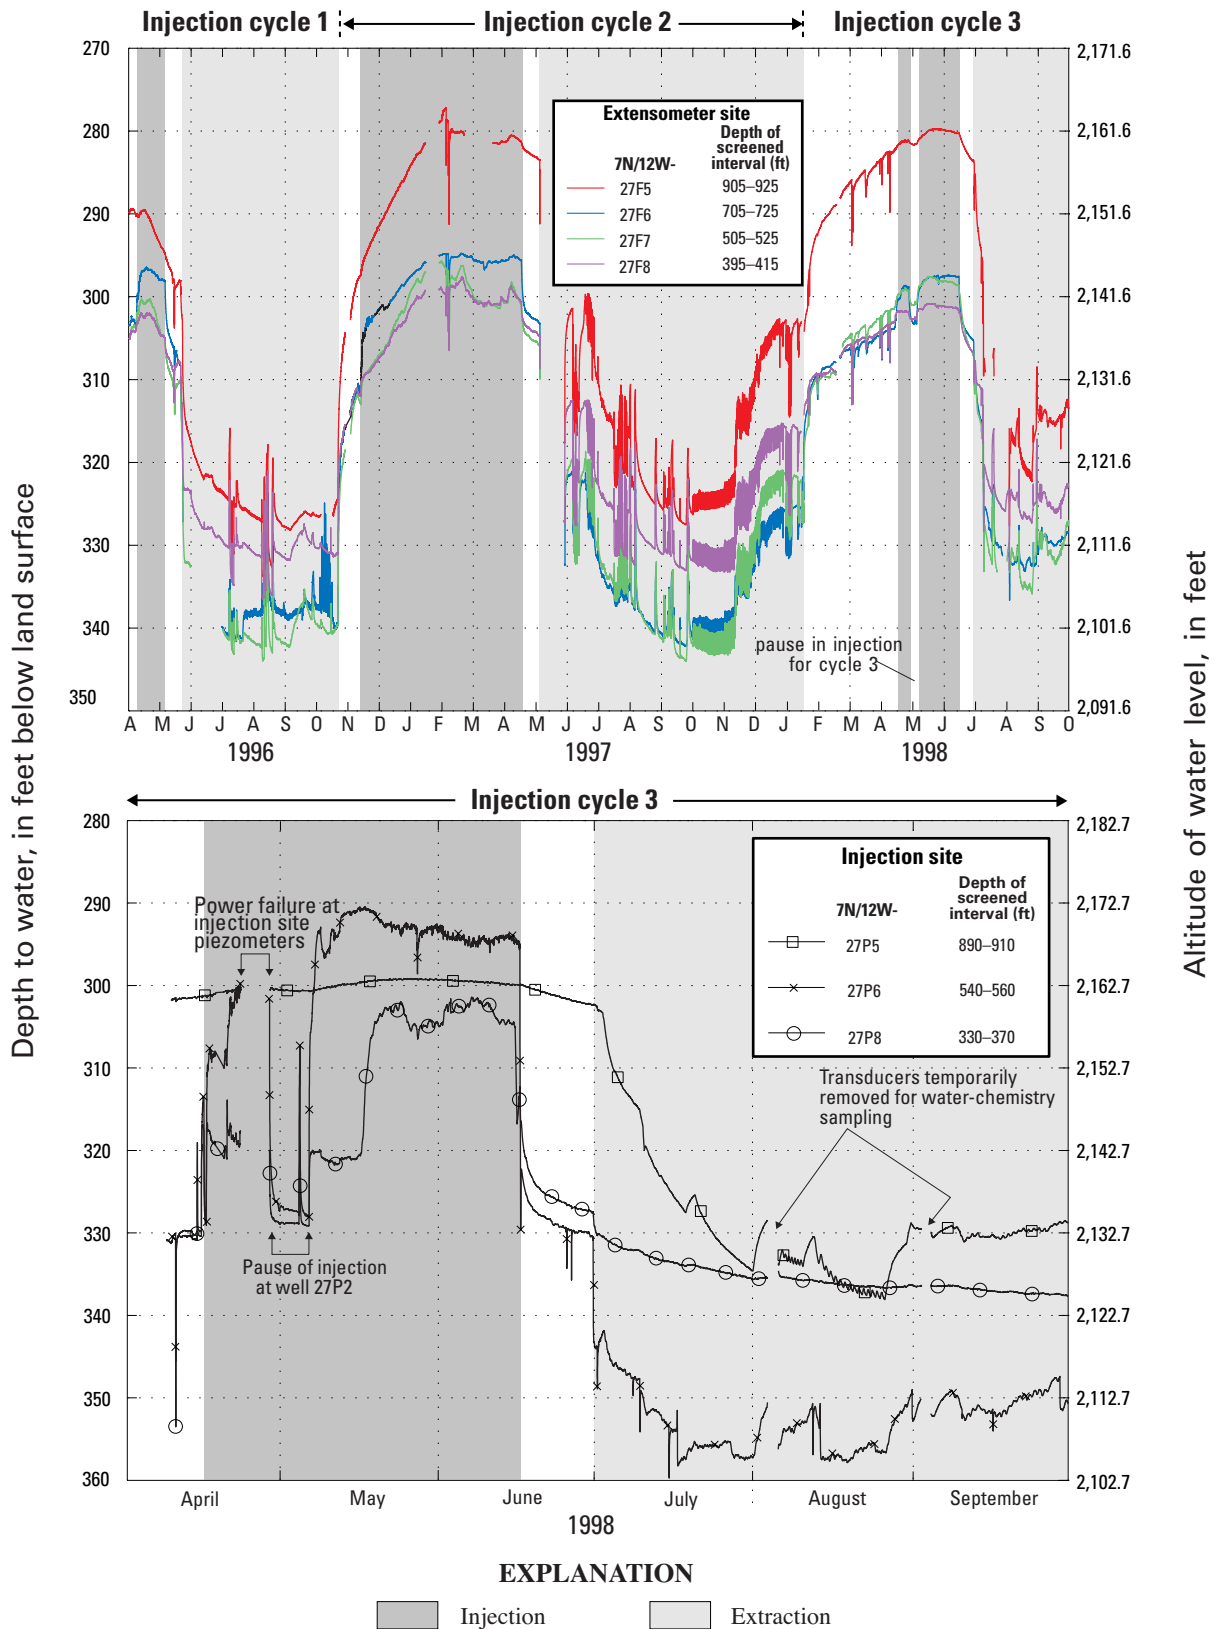 Injection cycle 1
Injection cycle 2
Injection cycle 3
270
280
290
300
310
320
330
340
350
2,171.6
2,161.6
2,151.6
2,141.6
2,131.6
2,121.6
2,111.6
2,101.6
2,091.6
Extensometer site
7N/12W-
Depth of
screened
interval (ft)
27F5 905–925
27F6 705–725
27F7 505–525
27F8 395–415
pause in injection
for cycle 3
A M J J A S O N D J F M A M J J A S O N D J F M A M J J A S O
1996 1997 1998
Depth to water, in feet below land surface
Altitude of water level, in feet
Injection cycle 3
280
290
300
310
320
330
340
350
360
2,182.7
2,172.7
2,162.7
2,152.7
2,142.7
2,132.7
2,122.7
2,112.7
2,102.7
Injection site
7N/12W-
Depth of
screened
interval (ft)
27P5 890–910
27P6 540–560
27P8 330–370
Power failure at
injection site
piezometers
Pause of injection
at well 27P2
Transducers temporarily
removed for water-chemistry
sampling
April May June July August September
1998
EXPLANATION
Injection Extraction